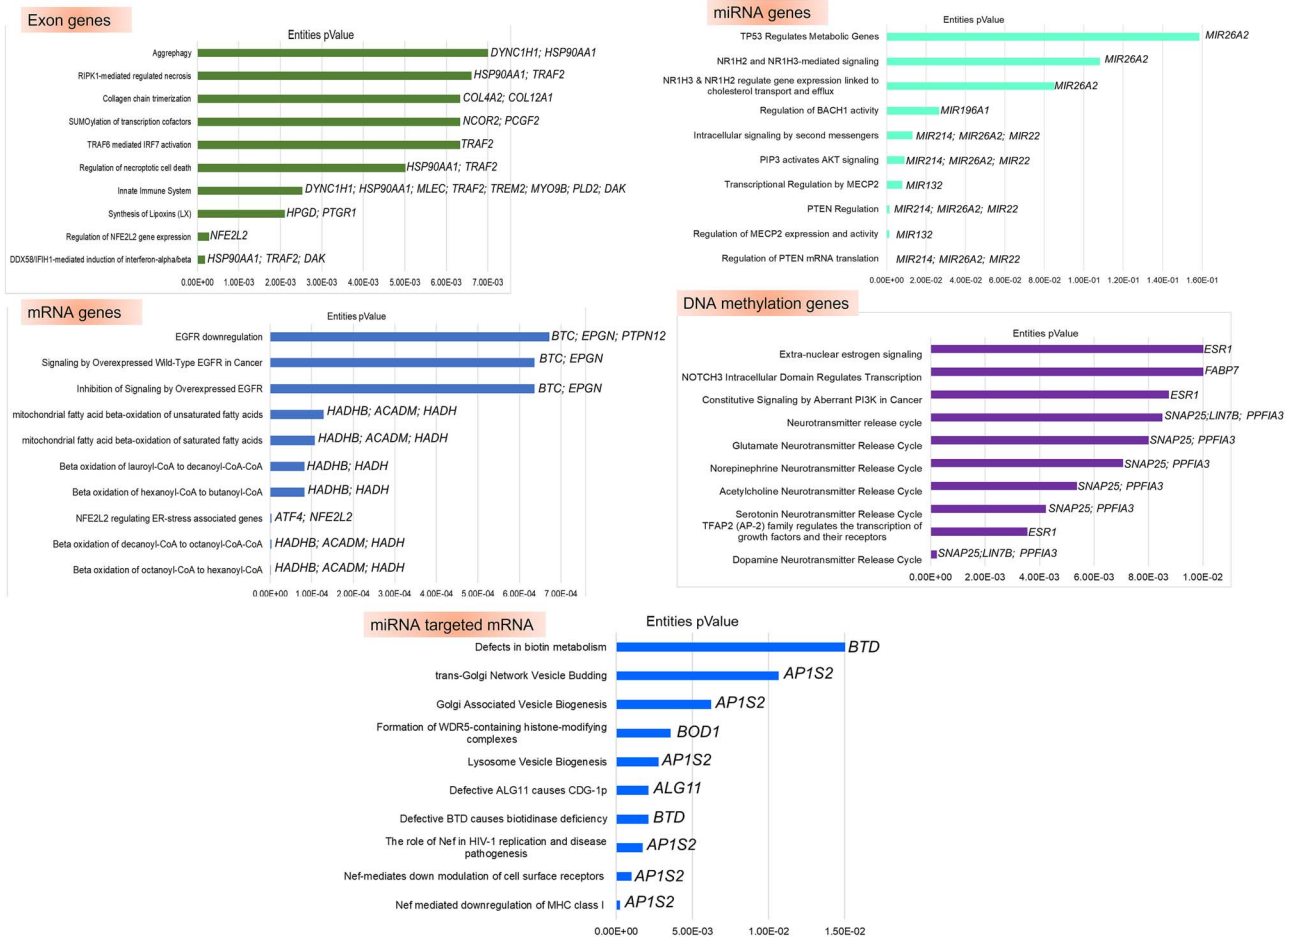 Exon genes
Entities pValue
Aggrephagy
DYNC1H1; HSP90AA1
RIPK1-mediated regulated necrosis
HSP90AA1; TRAF2
Collagen chain trimerization
COL4A2; COL12A1
SUMOylation of transcription cofactors
NCOR2; PCGF2
TRAF6 mediated IRF7 activation
TRAF2
Regulation of necroptotic cell death
HSP90AA1; TRAF2
Innate Immune System
DYNC1H1; HSP90AA1; MLEC; TRAF2; TREM2; MYO9B; PLD2; DAK
Synthesis of Lipoxins (LX)
HPGD; PTGR1
Regulation of NFE2L2 gene expression
NFE2L2
DDX58/IFIH1-mediated induction of interferon-alpha/beta
HSP90AA1; TRAF2; DAK
0.00E+00 1.00E-03 2.00E-03 3.00E-03 4.00E-03 5.00E-03 6.00E-03 7.00E-03
miRNA genes
Entities pValue
TP53 Regulates Metabolic Genes
MIR26A2
NR1H2 and NR1H3-mediated signaling
MIR26A2
NR1H3 & NR1H2 regulate gene expression linked to
cholesterol transport and efflux
MIR26A2
Regulation of BACH1 activity
MIR196A1
Intracellular signaling by second messengers
MIR214; MIR26A2; MIR22
PIP3 activates AKT signaling
MIR214; MIR26A2; MIR22
Transcriptional Regulation by MECP2
MIR132
PTEN Regulation
MIR214; MIR26A2; MIR22
Regulation of MECP2 expression and activity
MIR132
Regulation of PTEN mRNA translation
MIR214; MIR26A2; MIR22
0.00E+00 2.00E-02 4.00E-02 6.00E-02 8.00E-02 1.00E-01 1.20E-01 1.40E-01 1.60E-01
mRNA genes
Entities pValue
EGFR downregulation
BTC; EPGN; PTPN12
Signaling by Overexpressed Wild-Type EGFR in Cancer
BTC; EPGN
Inhibition of Signaling by Overexpressed EGFR
BTC; EPGN
mitochondrial fatty acid beta-oxidation of unsaturated fatty acids
HADHB; ACADM; HADH
mitochondrial fatty acid beta-oxidation of saturated fatty acids
HADHB; ACADM; HADH
Beta oxidation of lauroyl-CoA to decanoyl-CoA-CoA
HADHB; HADH
Beta oxidation of hexanoyl-CoA to butanoyl-CoA
HADHB; HADH
NFE2L2 regulating ER-stress associated genes
ATF4; NFE2L2
Beta oxidation of decanoyl-CoA to octanoyl-CoA-CoA
HADHB; ACADM; HADH
Beta oxidation of octanoyl-CoA to hexanoyl-CoA
HADHB; ACADM; HADH
0.00E+00 1.00E-04 2.00E-04 3.00E-04 4.00E-04 5.00E-04 6.00E-04 7.00E-04
DNA methylation genes
Entities pValue
Extra-nuclear estrogen signaling
ESR1
NOTCH3 Intracellular Domain Regulates Transcription
FABP7
Constitutive Signaling by Aberrant PI3K in Cancer
ESR1
Neurotransmitter release cycle
SNAP25;LIN7B; PPFIA3
Glutamate Neurotransmitter Release Cycle
SNAP25; PPFIA3
Norepinephrine Neurotransmitter Release Cycle
SNAP25; PPFIA3
Acetylcholine Neurotransmitter Release Cycle
SNAP25; PPFIA3
Serotonin Neurotransmitter Release Cycle
SNAP25; PPFIA3
TFAP2 (AP-2) family regulates the transcription of
growth factors and their receptors
ESR1
Dopamine Neurotransmitter Release Cycle
SNAP25;LIN7B; PPFIA3
0.00E+00 2.00E-03 4.00E-03 6.00E-03 8.00E-03 1.00E-02
miRNA targeted mRNA
Entities pValue
Defects in biotin metabolism
BTD
trans-Golgi Network Vesicle Budding
AP1S2
Golgi Associated Vesicle Biogenesis
AP1S2
Formation of WDR5-containing histone-modifying
complexes
BOD1
Lysosome Vesicle Biogenesis
AP1S2
Defective ALG11 causes CDG-1p
ALG11
Defective BTD causes biotidinase deficiency
BTD
The role of Nef in HIV-1 replication and disease
pathogenesis
AP1S2
Nef-mediates down modulation of cell surface receptors
AP1S2
Nef mediated downregulation of MHC class I
AP1S2
0.00E+00 5.00E-03 1.00E-02 1.50E-02